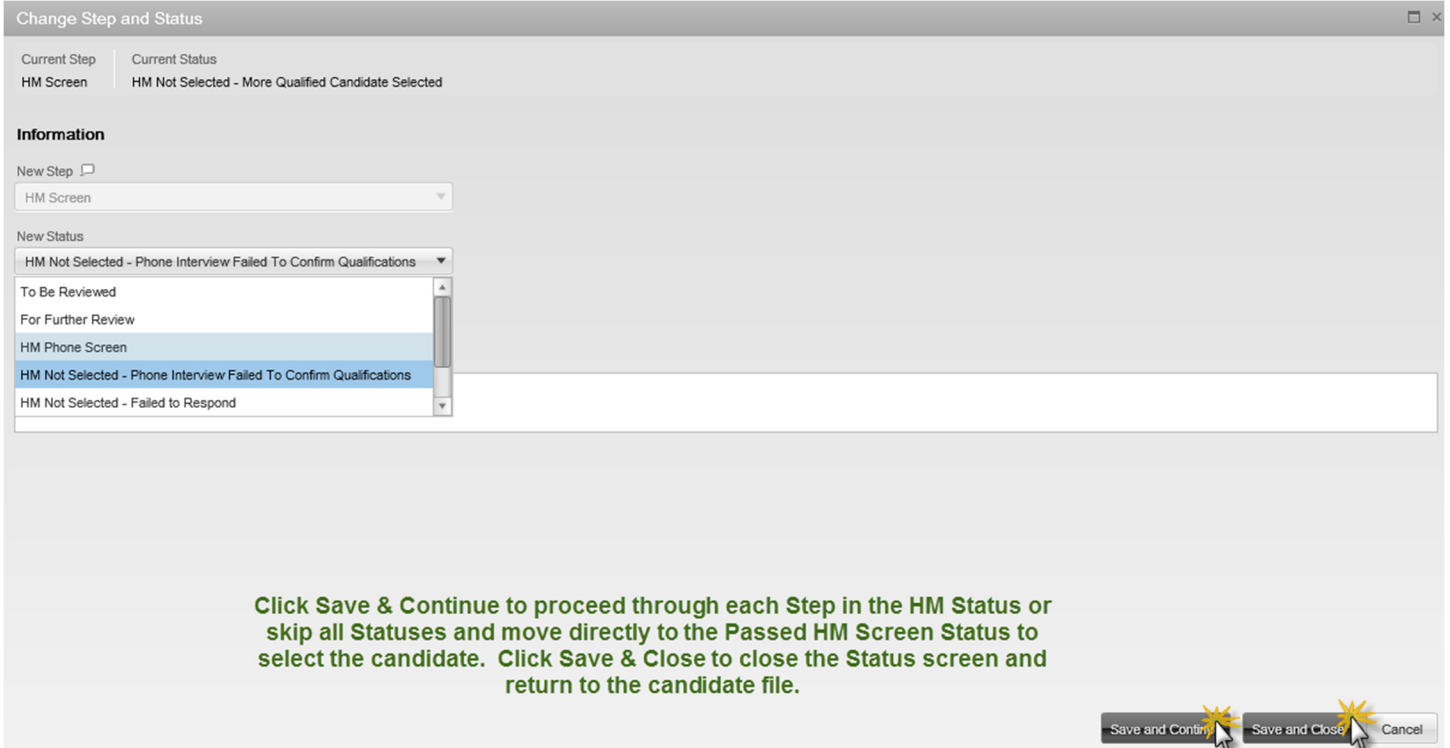 Change Step and Status
Current Step
Current Status
HM Screen
HM Not Selected - More Qualified Candidate Selected
Information
New Step
HM Screen
New Status
HM Not Selected - Phone Interview Failed To Confirm Qualifications
To Be Reviewed
For Further Review
HM Phone Screen
HM Not Selected - Phone Interview Failed To Confirm Qualifications
HM Not Selected - Failed to Respond
Click Save & Continue to proceed through each Step in the HM Status or
skip all Statuses and move directly to the Passed HM Screen Status to
select the candidate. Click Save & Close to close the Status screen and
return to the candidate file.
Save and Contin
Save and Close
Cancel